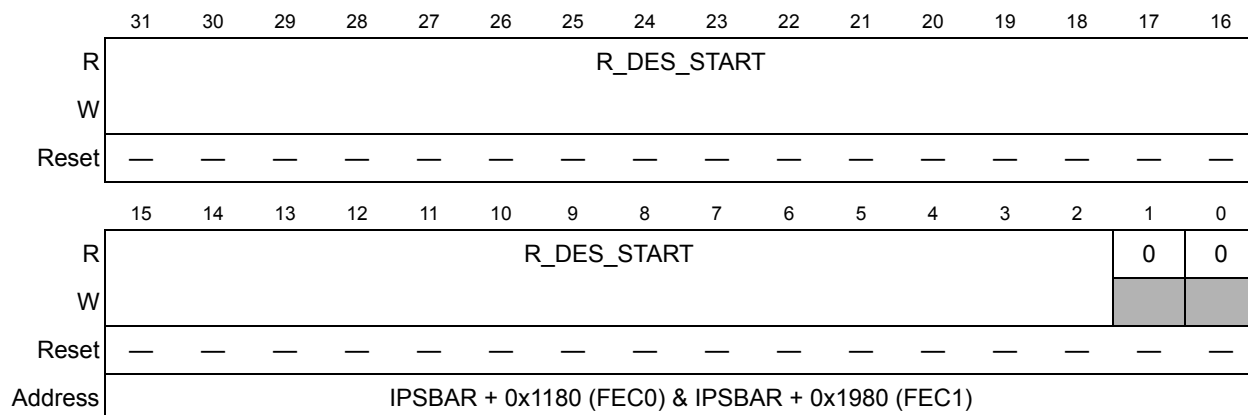 31 30 29 28 27 26 25 24 23 22 21 20 19 18 17 16
R R_DES_START
W
Reset — — — — — — — — — — — — — — — —
15 14 13 12 11 10 9 8 7 6 5 4 3 2 1 0
R R_DES_START 0 0
W
Reset — — — — — — — — — — — — — — — —
Address IPSBAR + 0x1180 (FEC0) & IPSBAR + 0x1980 (FEC1)